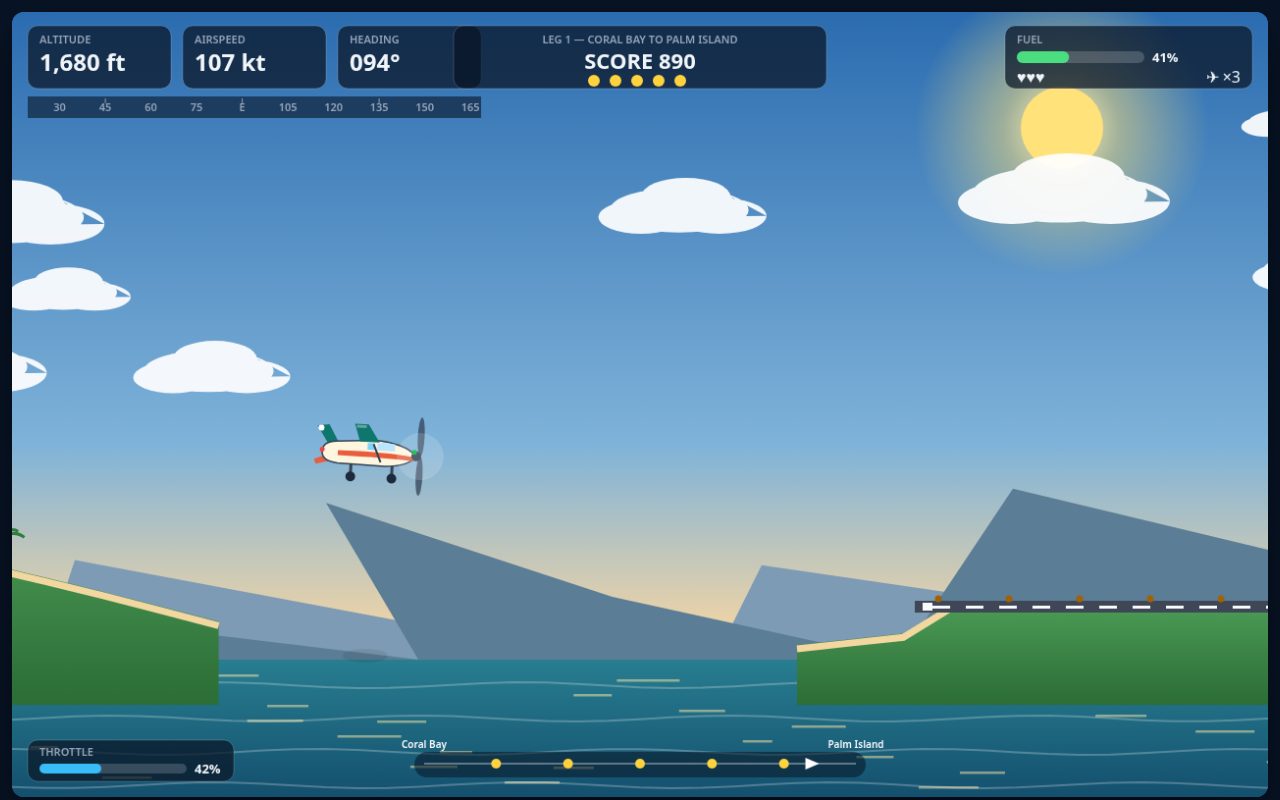 ALTITUDE
1,680 ft
AIRSPEED
107 kt
HEADING
094°
LEG 1 — CORAL BAY TO PALM ISLAND
SCORE 890
FUEL
41%
♥♥♥ ✈ ×3
30 45 60 75 E 105 120 135 150 165
THROTTLE
42%
Coral Bay
Palm Island